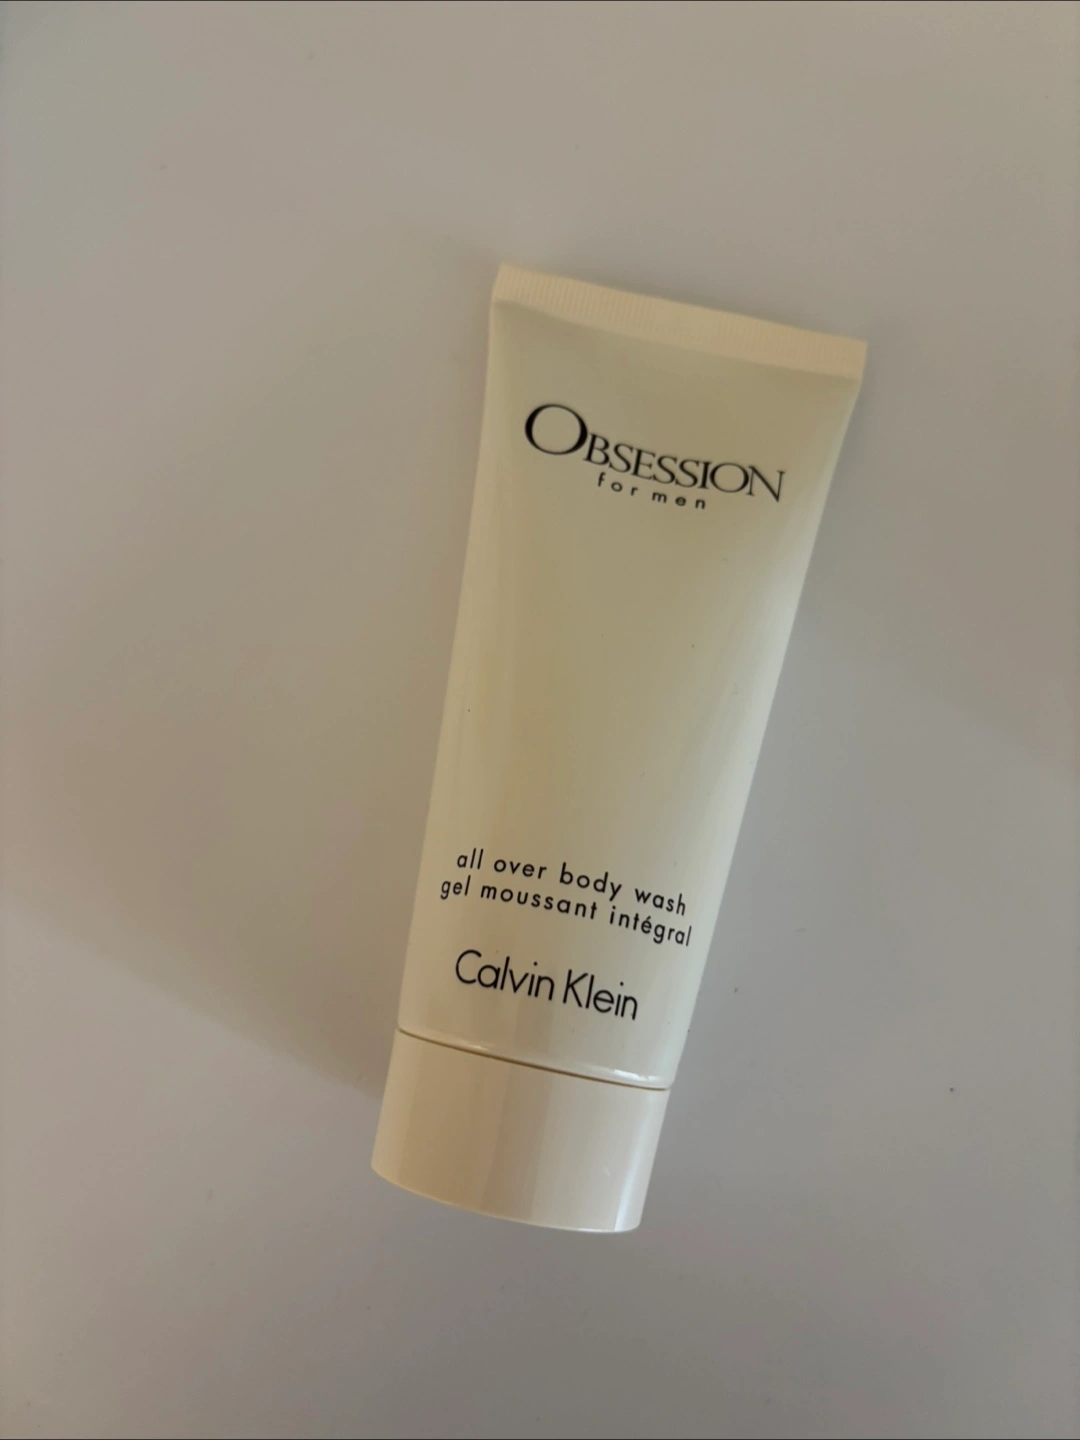 OBSESSION
for men
all over body wash
gel moussant intégral
Calvin Klein